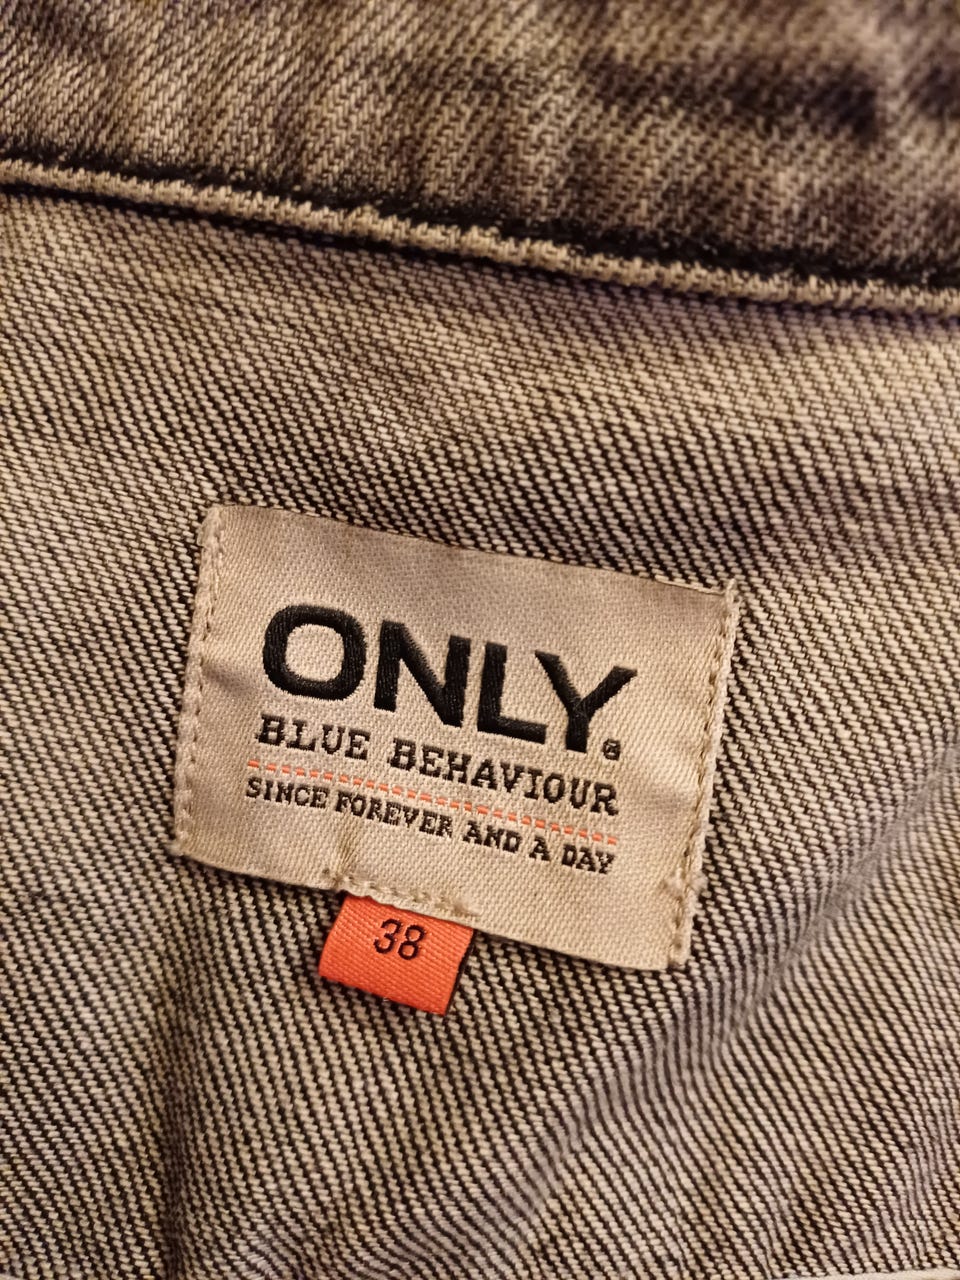 ONLY®
BLUE BEHAVIOUR
SINCE FOREVER AND A DAY
38